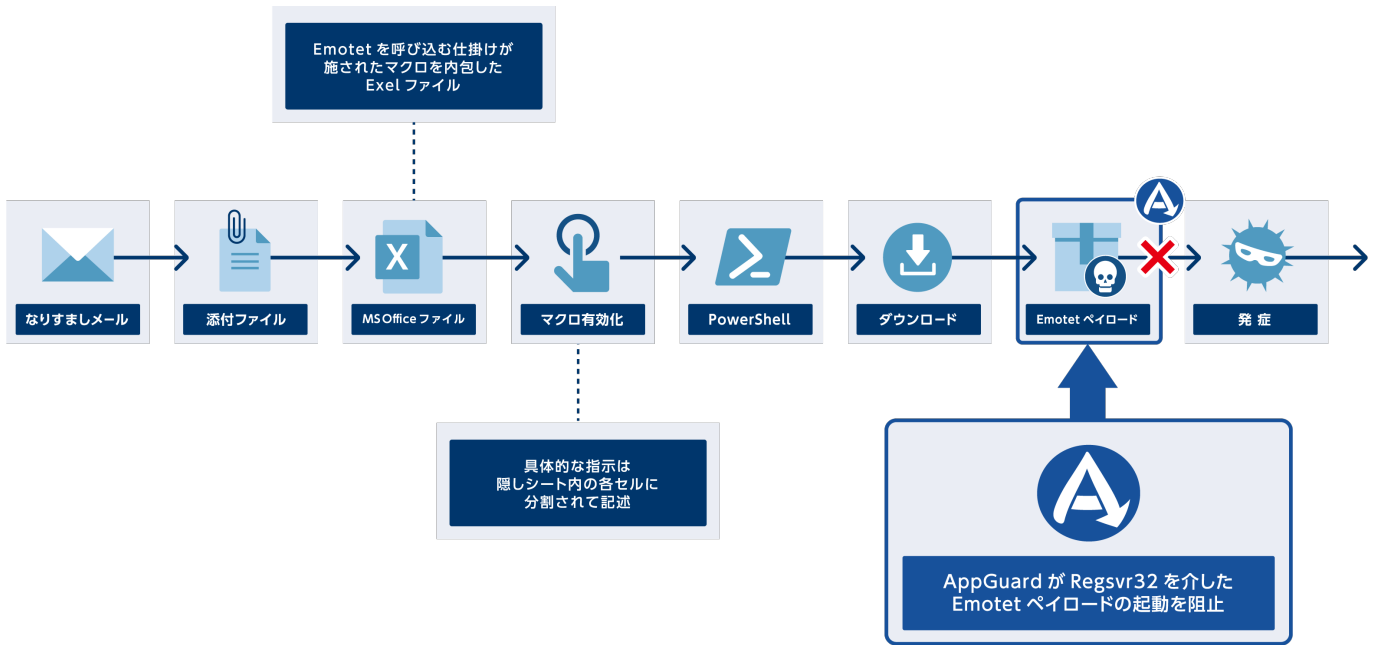 Emotet を呼び込む仕掛けが
施されたマクロを内包した
Exel ファイル
なりすましメール
添付ファイル
X
MS Office ファイル
マクロ有効化
PowerShell
ダウンロード
Emotet ペイロード
発 症
具体的な指示は
隠しシート内の各セルに
分割されて記述
AppGuard が Regsvr32 を介した
Emotet ペイロードの起動を阻止